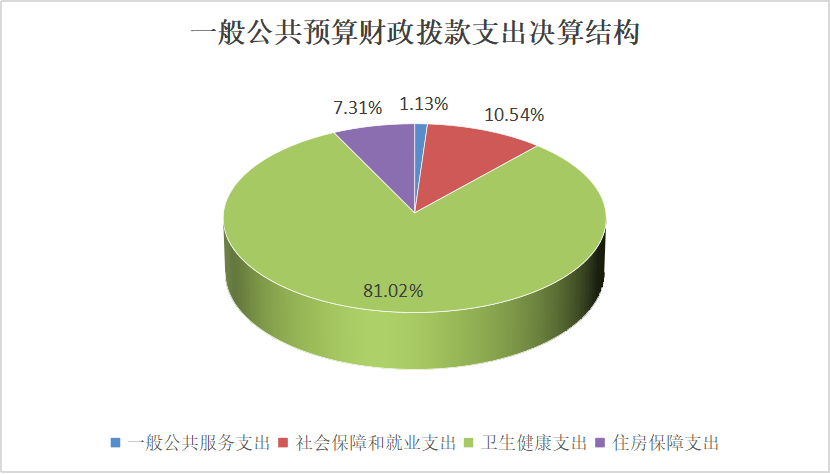 一般公共预算财政拨款支出决算结构
7.31%
1.13%
10.54%
81.02%
一般公共服务支出 社会保障和就业支出 卫生健康支出 住房保障支出